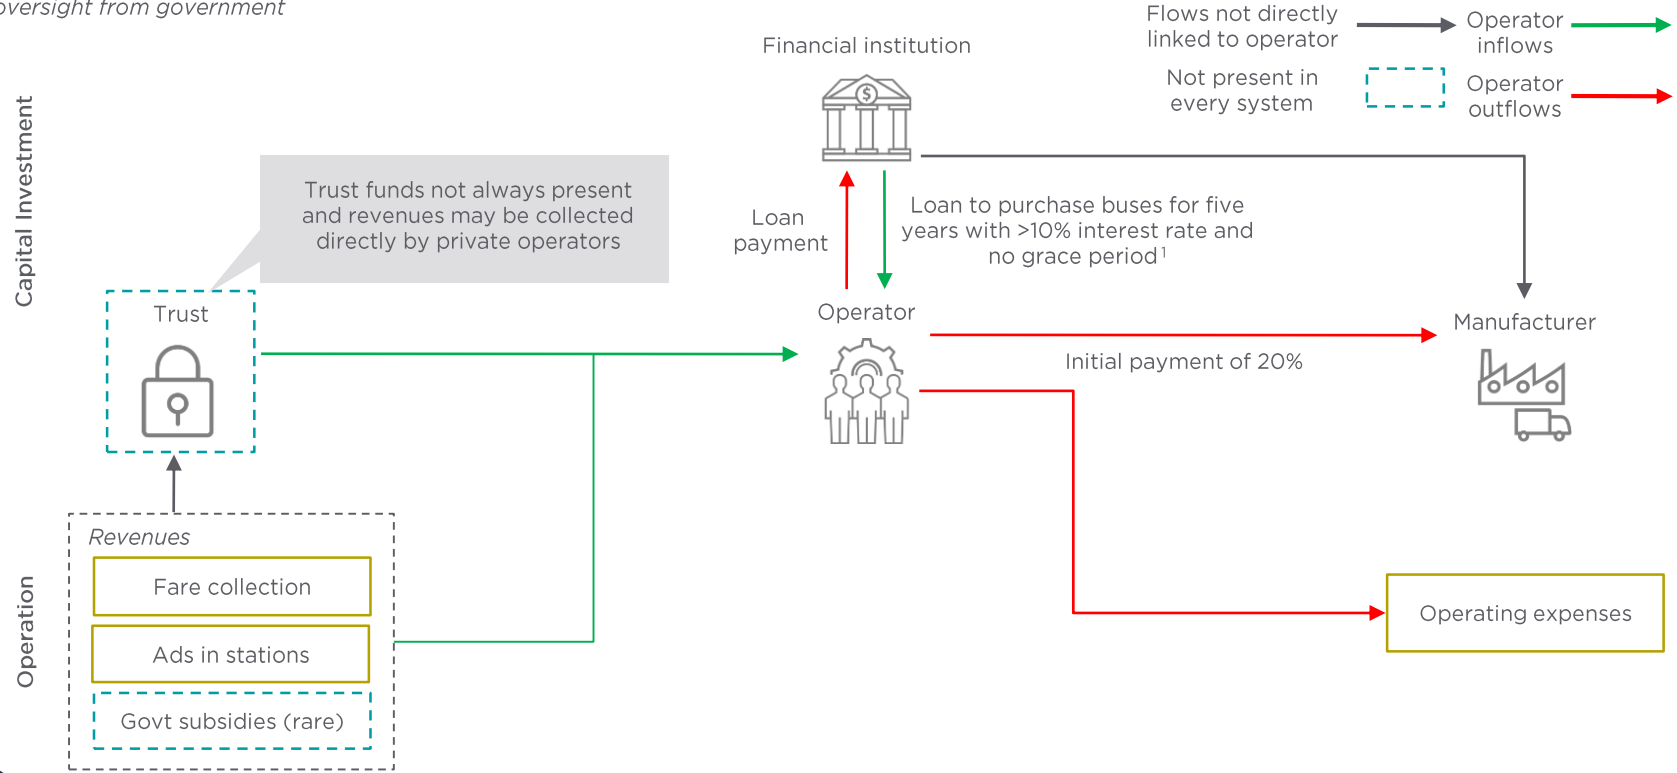 oversight from government
Flows not directly
linked to operator
Operator
inflows
Not present in
every system
Operator
outflows
Capital Investment
Financial institution
Trust funds not always present
and revenues may be collected
directly by private operators
Loan
payment
Loan to purchase buses for five
years with >10% interest rate and
no grace period1
Trust
Operator
Manufacturer
Initial payment of 20%
Operation
Revenues
Fare collection
Ads in stations
Govt subsidies (rare)
Operating expenses